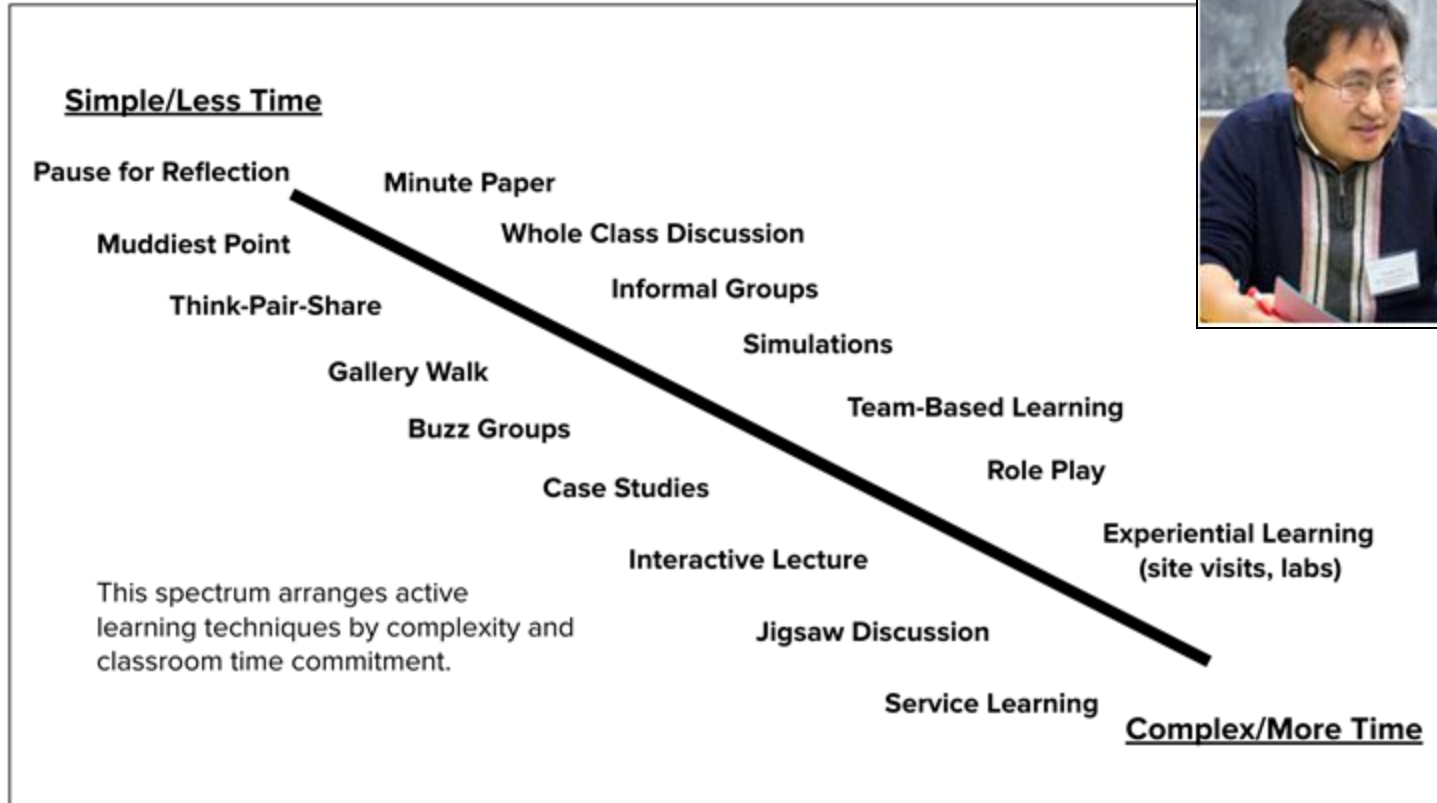 Simple/Less Time
Pause for Reflection
Minute Paper
Muddiest Point
Whole Class Discussion
Think-Pair-Share
Informal Groups
Simulations
Gallery Walk
Team-Based Learning
Buzz Groups
Role Play
Case Studies
Experiential Learning
(site visits, labs)
Interactive Lecture
This spectrum arranges active
learning techniques by complexity and
classroom time commitment.
Jigsaw Discussion
Service Learning
Complex/More Time